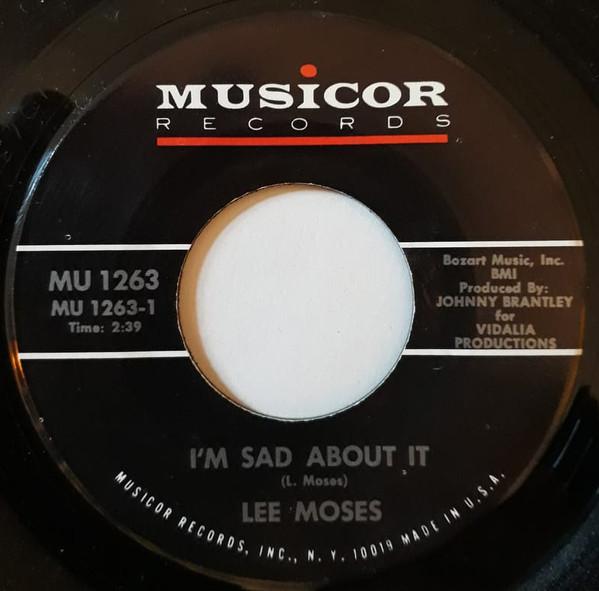 MUSICOR
RECORDS
MU 1263
MU 1263-1
Time: 2:39
Bozart Music, Inc.
BMI
Produced By:
JOHNNY BRANTLEY
for
VIDALIA
PRODUCTIONS
I'M SAD ABOUT IT
(L. Moses)
LEE MOSES
MUSICOR RECORDS, INC., N. Y. 10019 MADE IN U.S.A.